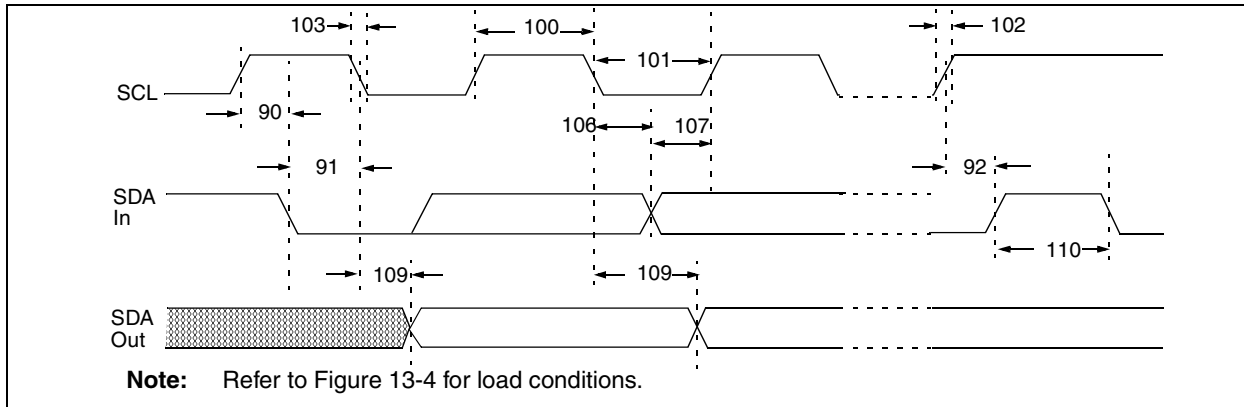 103
100
101
102
SCL
90
106
107
91
92
SDA
In
109
109
110
SDA
Out
Note: Refer to Figure 13-4 for load conditions.